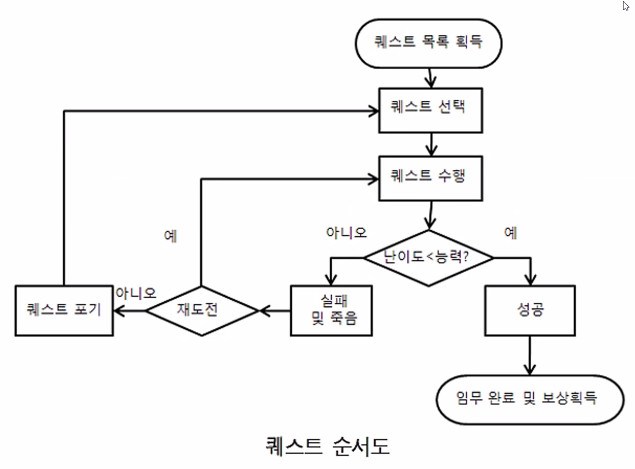 퀘스트 목록 획득
퀘스트 선택
퀘스트 수행
아니오
예
예
난이도<능력?
아니오
퀘스트 포기
재도전
실패
및 죽음
성공
임무 완료 및 보상획득
퀘스트 순서도